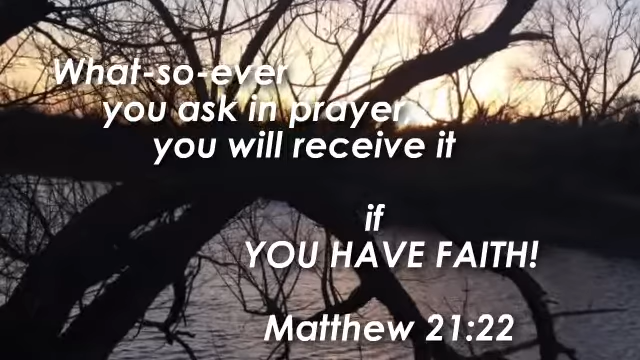 What-so-ever
you ask in prayer,
you will receive it
if
YOU HAVE FAITH!
Matthew 21:22